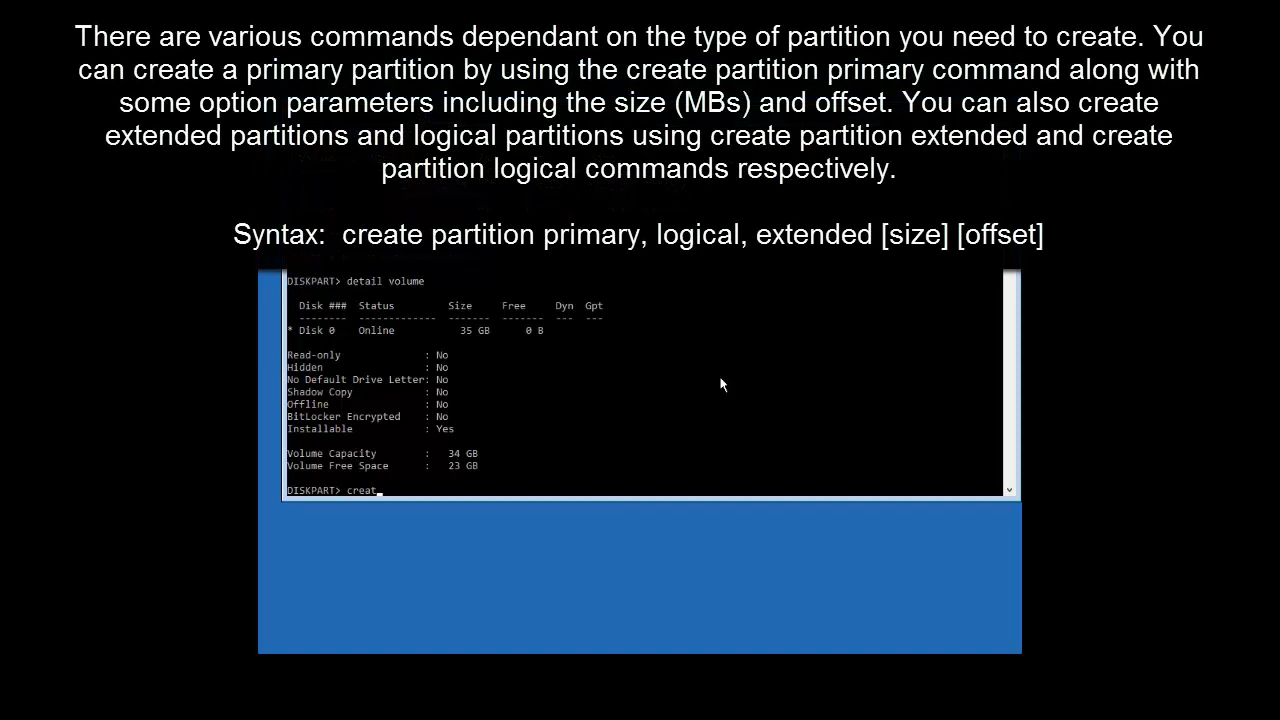 There are various commands dependant on the type of partition you need to create. You
can create a primary partition by using the create partition primary command along with
some option parameters including the size (MBs) and offset. You can also create
extended partitions and logical partitions using create partition extended and create
partition logical commands respectively.
Syntax: create partition primary, logical, extended [size] [offset]
DISKPART> detail volume
Disk ### Status Size Free Dyn Gpt
-------- ------------- ------- ------- --- ---
* Disk 0 Online 35 GB 0 B
Read-only : No
Hidden : No
No Default Drive Letter: No
Shadow Copy : No
Offline : No
BitLocker Encrypted : No
Installable : Yes
Volume Capacity : 34 GB
Volume Free Space : 23 GB
DISKPART> creat_